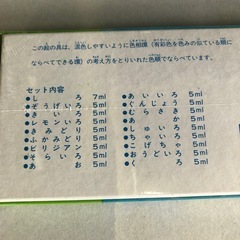 この絵の具は、混色しやすいように色相環(有彩色を色みの似ている順に
ならべてできる環)の考え方をとりいれた色順でならべています。
セット内容
●しろ 7ml
●ぞうげいろ 5ml
●きいろ 5ml
●レモンいろ 5ml
●きみどり 5ml
●ふかみどり 5ml
●ビリジアン 5ml
●そらいろ 5ml
●あお 5ml
●あいいろ 5ml
●ぐんじょう 5ml
●むらさき 5ml
●あか 5ml
●しゅいろ 5ml
●ちゃいろ 5ml
●こげちゃ 5ml
●おうどいろ 5ml
●くろ 5ml